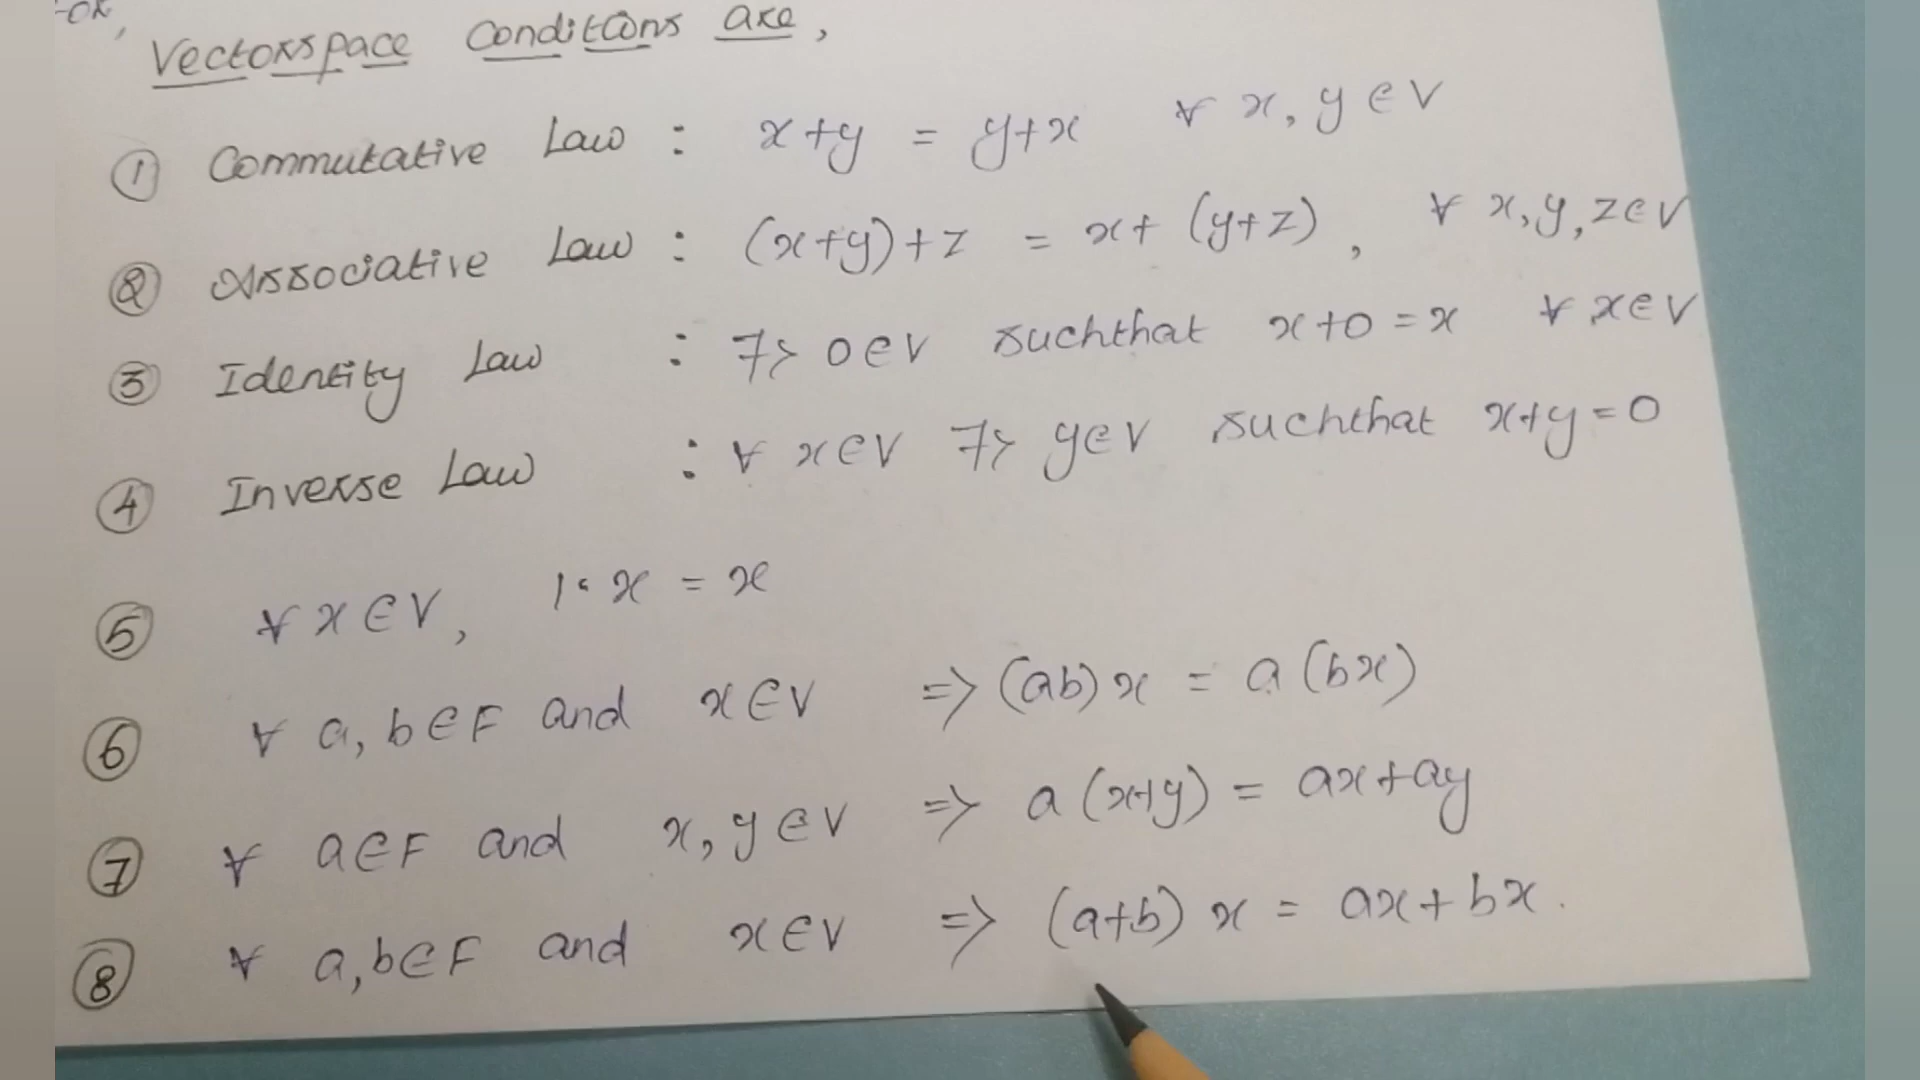 Vectorspace Conditions are,
① Commutative Law : x+y = y+x ∀ x, y ∈ V
② Associative Law : (x+y)+z = x+ (y+z), ∀ x,y,z∈V
③ Identity Law : ∃ 0∈V suchthat x+0 = x ∀ x∈V
④ Inverse Law : ∀ x∈V ∃ y∈V suchthat x+y=0
⑤ ∀ x∈V, 1·x = x
⑥ ∀ a, b∈F and x∈V => (ab)x = a(bx)
⑦ ∀ a∈F and x, y∈V => a(x+y) = ax+ay
⑧ ∀ a,b∈F and x∈V => (a+b) x = ax+bx.